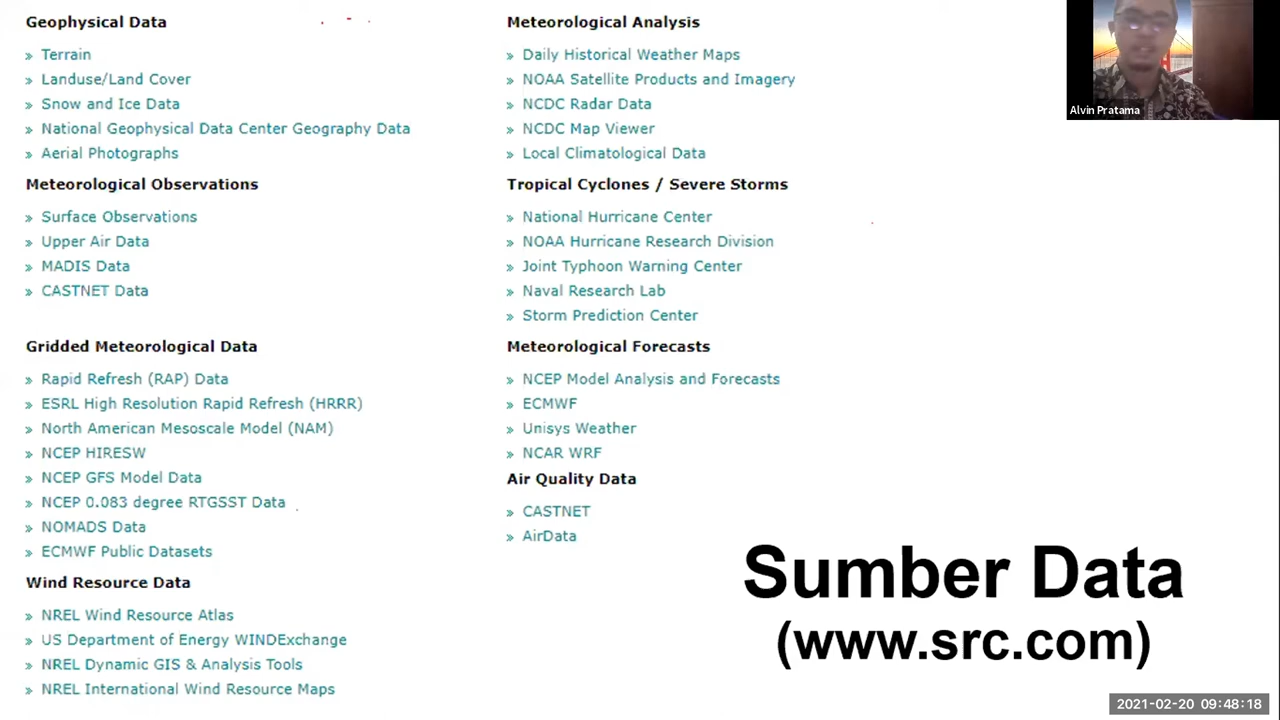 Geophysical Data
» Terrain
» Landuse/Land Cover
» Snow and Ice Data
» National Geophysical Data Center Geography Data
» Aerial Photographs
Meteorological Observations
» Surface Observations
» Upper Air Data
» MADIS Data
» CASTNET Data
Gridded Meteorological Data
» Rapid Refresh (RAP) Data
» ESRL High Resolution Rapid Refresh (HRRR)
» North American Mesoscale Model (NAM)
» NCEP HIRESW
» NCEP GFS Model Data
» NCEP 0.083 degree RTGSST Data
» NOMADS Data
» ECMWF Public Datasets
Wind Resource Data
» NREL Wind Resource Atlas
» US Department of Energy WINDExchange
» NREL Dynamic GIS & Analysis Tools
» NREL International Wind Resource Maps
Meteorological Analysis
» Daily Historical Weather Maps
» NOAA Satellite Products and Imagery
» NCDC Radar Data
» NCDC Map Viewer
» Local Climatological Data
Tropical Cyclones / Severe Storms
» National Hurricane Center
» NOAA Hurricane Research Division
» Joint Typhoon Warning Center
» Naval Research Lab
» Storm Prediction Center
Meteorological Forecasts
» NCEP Model Analysis and Forecasts
» ECMWF
» Unisys Weather
» NCAR WRF
Air Quality Data
» CASTNET
» AirData
Sumber Data
(www.src.com)
Alvin Pratama
2021-02-20 09:48:18